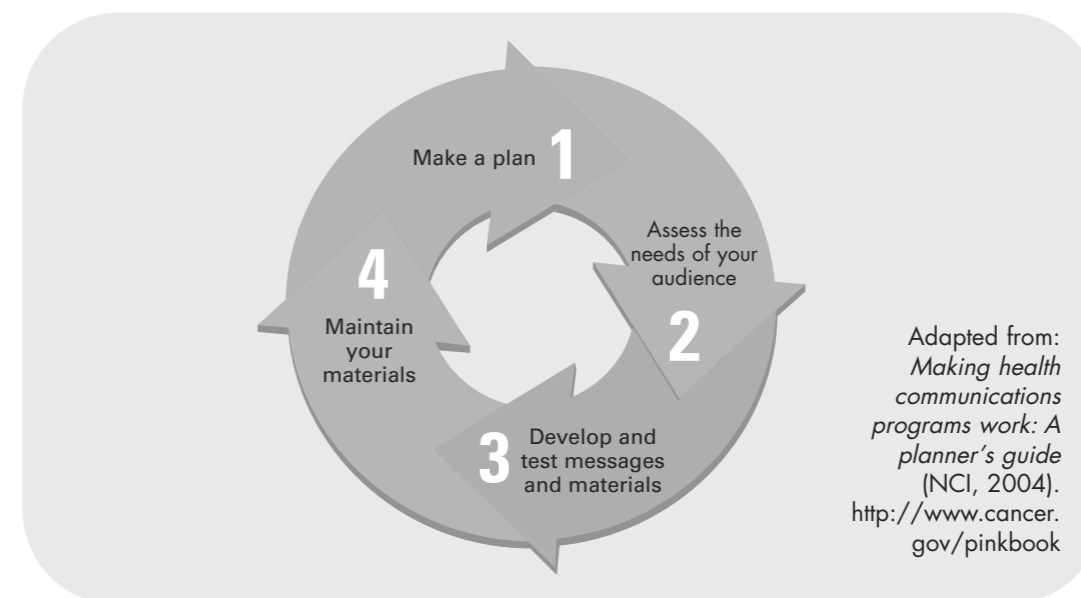 Make a plan 1
Assess the
needs of your
audience
2
3 Develop and
test messages
and materials
4
Maintain
your
materials
Adapted from:
Making health
communications
programs work: A
planner's guide
(NCI, 2004).
http://www.cancer.
gov/pinkbook